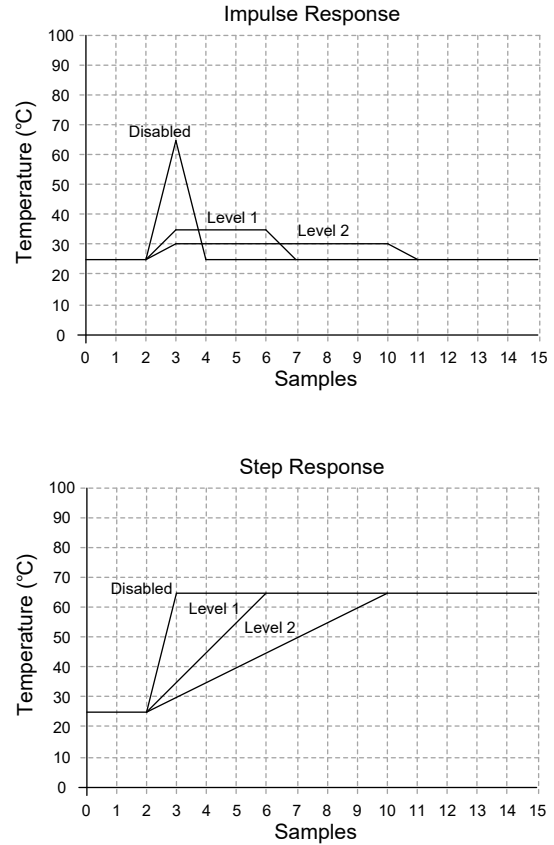 Impulse Response
100
90
80
70
60
50
40
30
20
10
0
Temperature (°C)
Disabled
Level 1
Level 2
0 1 2 3 4 5 6 7 8 9 10 11 12 13 14 15
Samples
Step Response
100
90
80
70
60
50
40
30
20
10
0
Temperature (°C)
Disabled
Level 1
Level 2
0 1 2 3 4 5 6 7 8 9 10 11 12 13 14 15
Samples